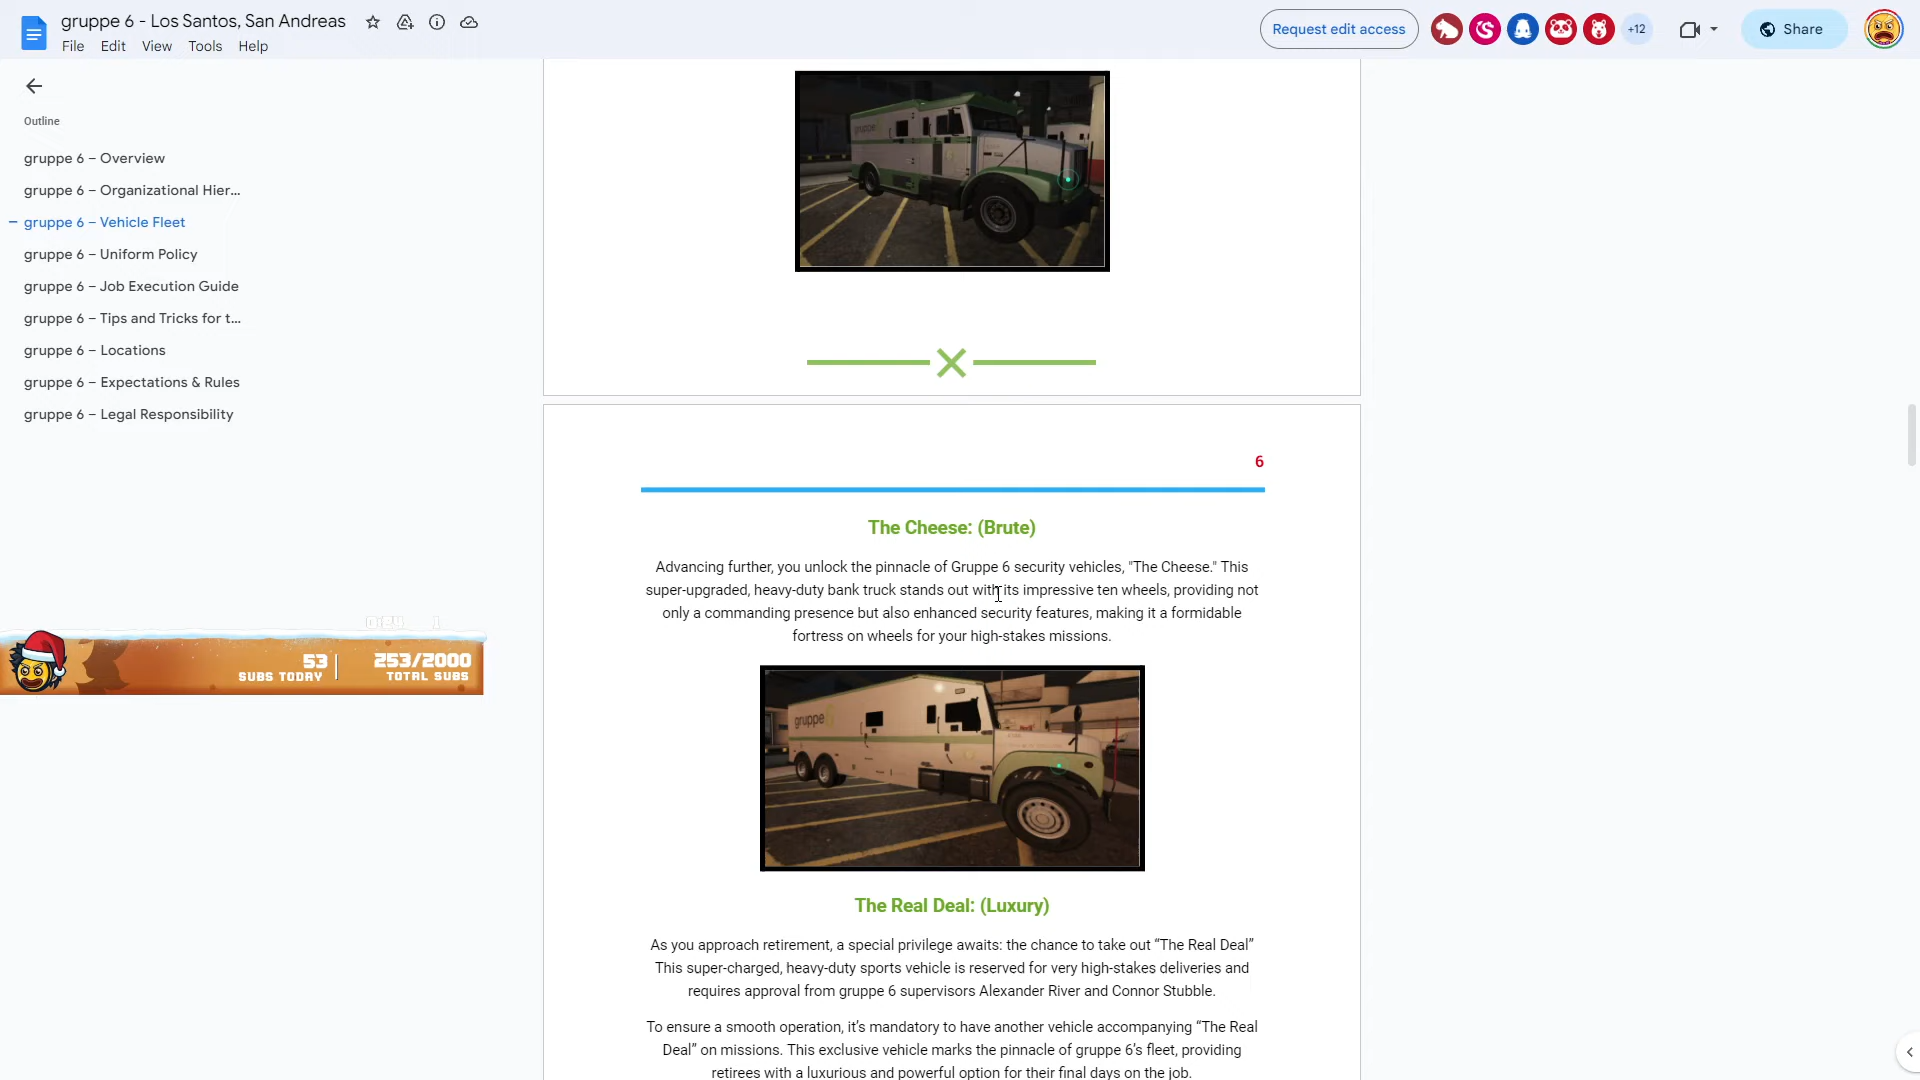 gruppe 6 - Los Santos, San Andreas
File Edit View Tools Help
Request edit access
+12
Share
Outline
gruppe 6 – Overview
gruppe 6 – Organizational Hier...
gruppe 6 – Vehicle Fleet
gruppe 6 – Uniform Policy
gruppe 6 – Job Execution Guide
gruppe 6 – Tips and Tricks for t...
gruppe 6 – Locations
gruppe 6 – Expectations & Rules
gruppe 6 – Legal Responsibility
53
SUBS TODAY
253/2000
TOTAL SUBS
gruppe
6
The Cheese: (Brute)
Advancing further, you unlock the pinnacle of Gruppe 6 security vehicles, "The Cheese." This
super-upgraded, heavy-duty bank truck stands out with its impressive ten wheels, providing not
only a commanding presence but also enhanced security features, making it a formidable
fortress on wheels for your high-stakes missions.
gruppe6
The Real Deal: (Luxury)
As you approach retirement, a special privilege awaits: the chance to take out “The Real Deal”
This super-charged, heavy-duty sports vehicle is reserved for very high-stakes deliveries and
requires approval from gruppe 6 supervisors Alexander River and Connor Stubble.
To ensure a smooth operation, it’s mandatory to have another vehicle accompanying “The Real
Deal” on missions. This exclusive vehicle marks the pinnacle of gruppe 6’s fleet, providing
retirees with a luxurious and powerful option for their final days on the job.